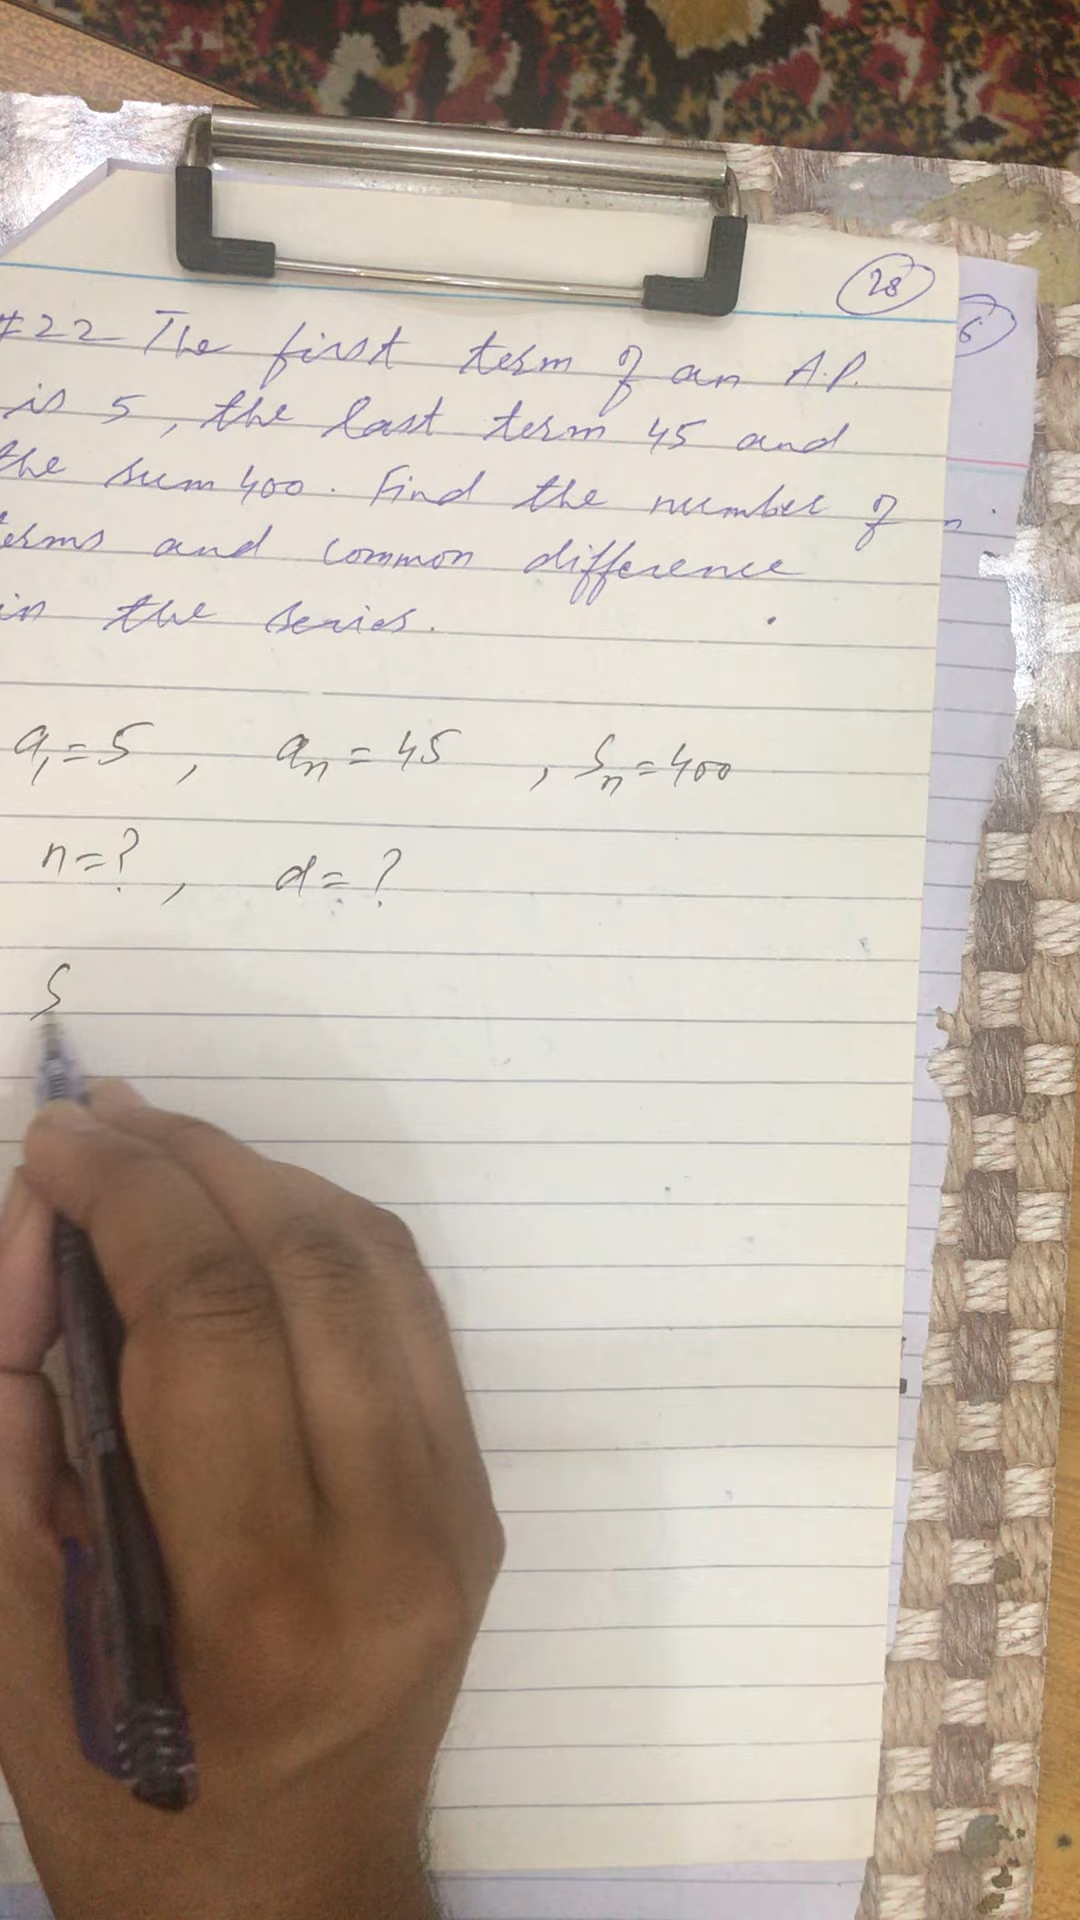 28
6
#22 The first term of an A.P.
is 5, the last term 45 and
the sum 400. Find the number of
terms and common difference
in the series.
a₁=5, aₙ=45, Sₙ=400
n=?, d=?
S